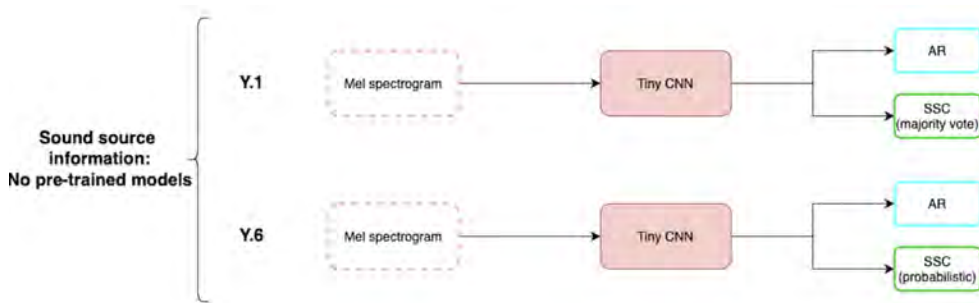 Sound source
information:
No pre-trained models
Y.1
Mel spectrogram
Tiny CNN
AR
SSC
(majority vote)
Y.6
Mel spectrogram
Tiny CNN
AR
SSC
(probabilistic)